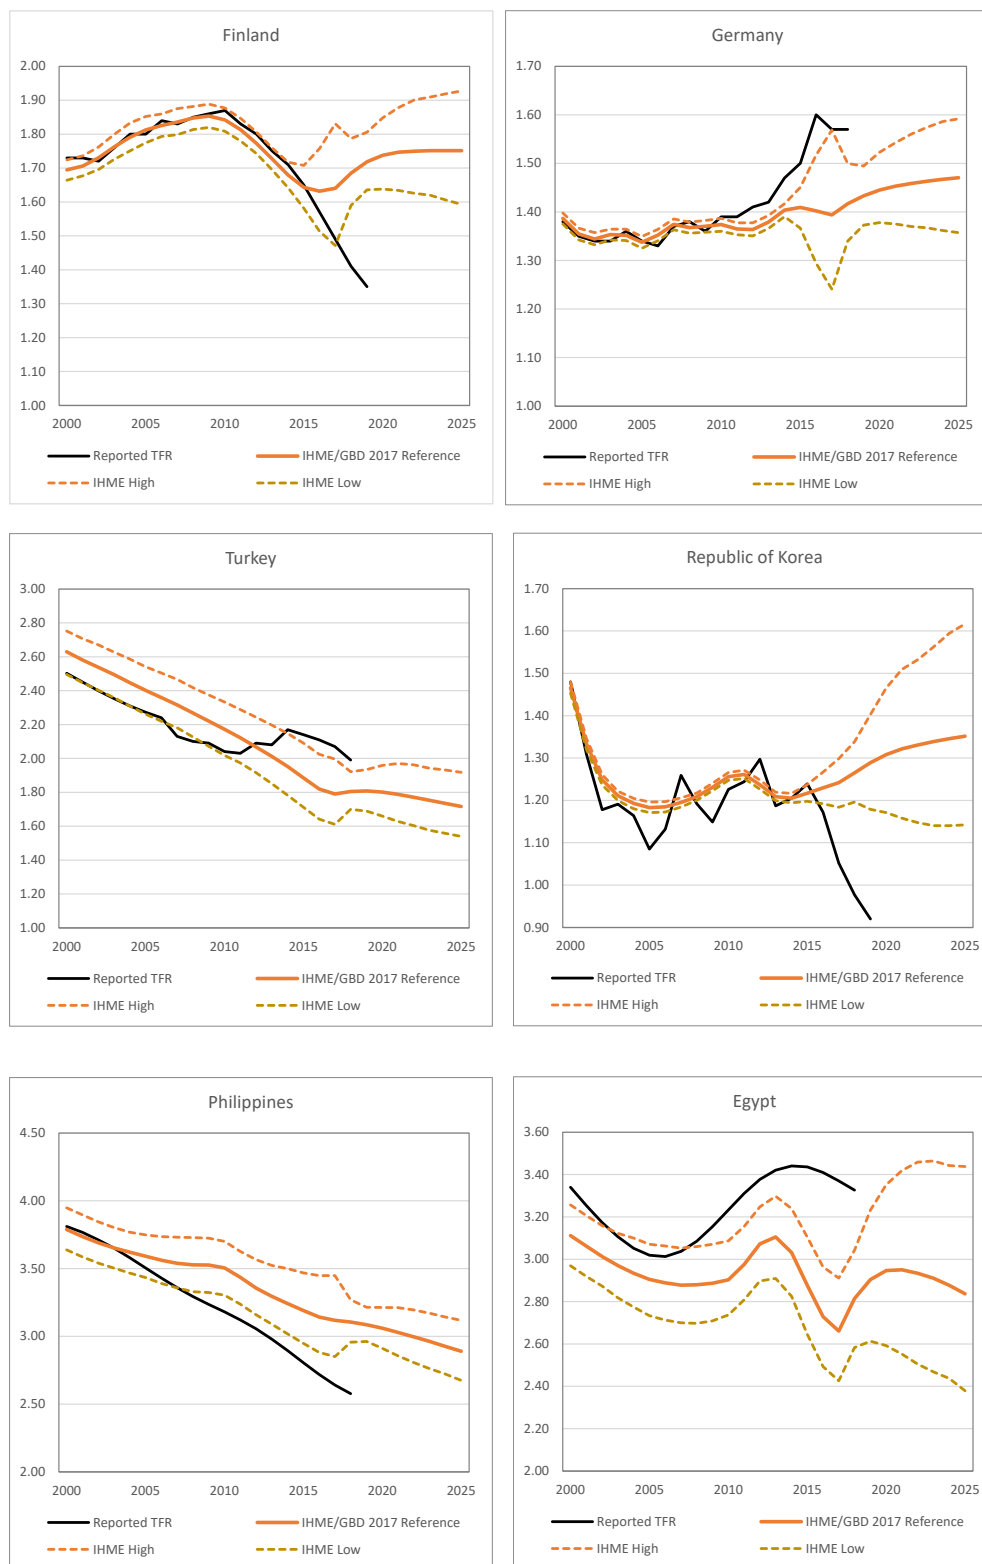 Finland
2.00
1.90
1.80
1.70
1.60
1.50
1.40
1.30
1.20
1.10
1.00
2000 2005 2010 2015 2020 2025
Reported TFR IHME/GBD 2017 Reference
IHME High IHME Low
Germany
1.70
1.60
1.50
1.40
1.30
1.20
1.10
1.00
2000 2005 2010 2015 2020 2025
Reported TFR IHME/GBD 2017 Reference
IHME High IHME Low
Turkey
3.00
2.80
2.60
2.40
2.20
2.00
1.80
1.60
1.40
1.20
1.00
2000 2005 2010 2015 2020 2025
Reported TFR IHME/GBD 2017 Reference
IHME High IHME Low
Republic of Korea
1.70
1.60
1.50
1.40
1.30
1.20
1.10
1.00
0.90
2000 2005 2010 2015 2020 2025
Reported TFR IHME/GBD 2017 Reference
IHME High IHME Low
Philippines
4.50
4.00
3.50
3.00
2.50
2.00
2000 2005 2010 2015 2020 2025
Reported TFR IHME/GBD 2017 Reference
IHME High IHME Low
Egypt
3.60
3.40
3.20
3.00
2.80
2.60
2.40
2.20
2.00
2000 2005 2010 2015 2020 2025
Reported TFR IHME/GBD 2017 Reference
IHME High IHME Low